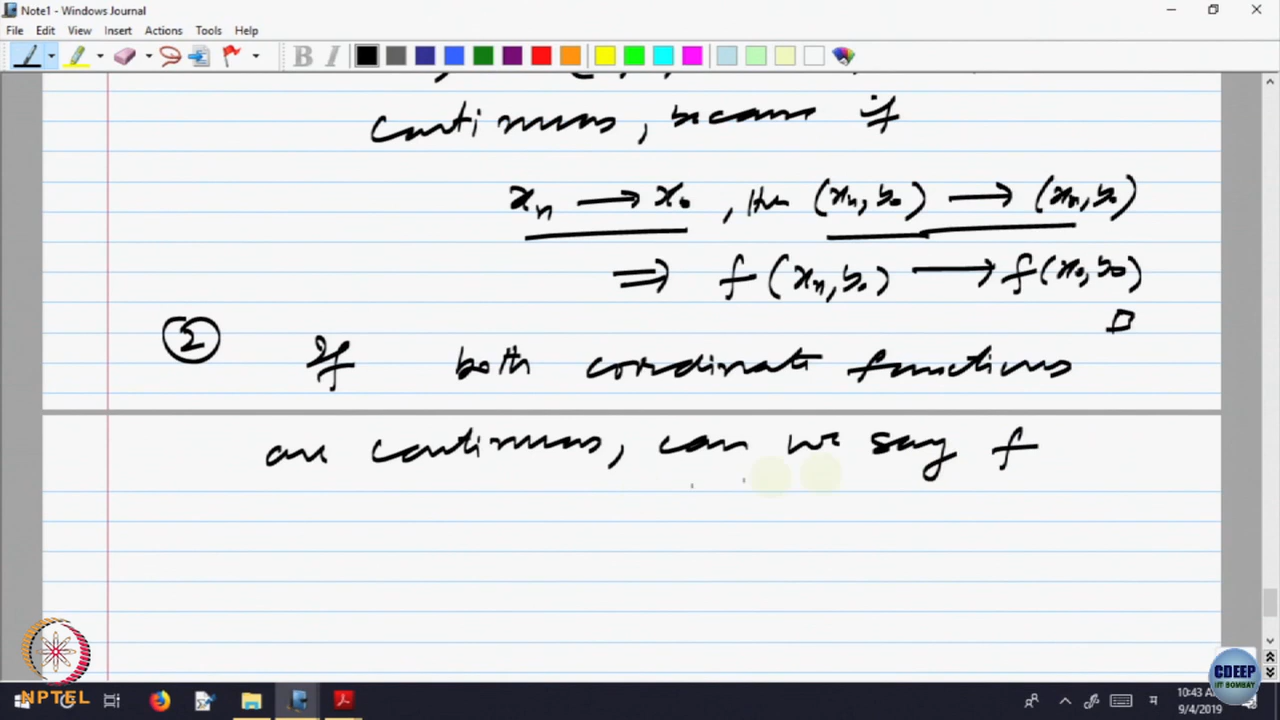 Note1 - Windows Journal
File Edit View Insert Actions Tools Help
B I
continuous, because if
xₙ → x₀, then (xₙ, y₀) → (xₙ, y₀)
⇒ f(xₙ, y₀) → f(x₀, y₀)
② If both coordinate functions
are continuous, can we say f
NPTEL
CDEEP
IIT BOMBAY
10:43 A
9/4/2019